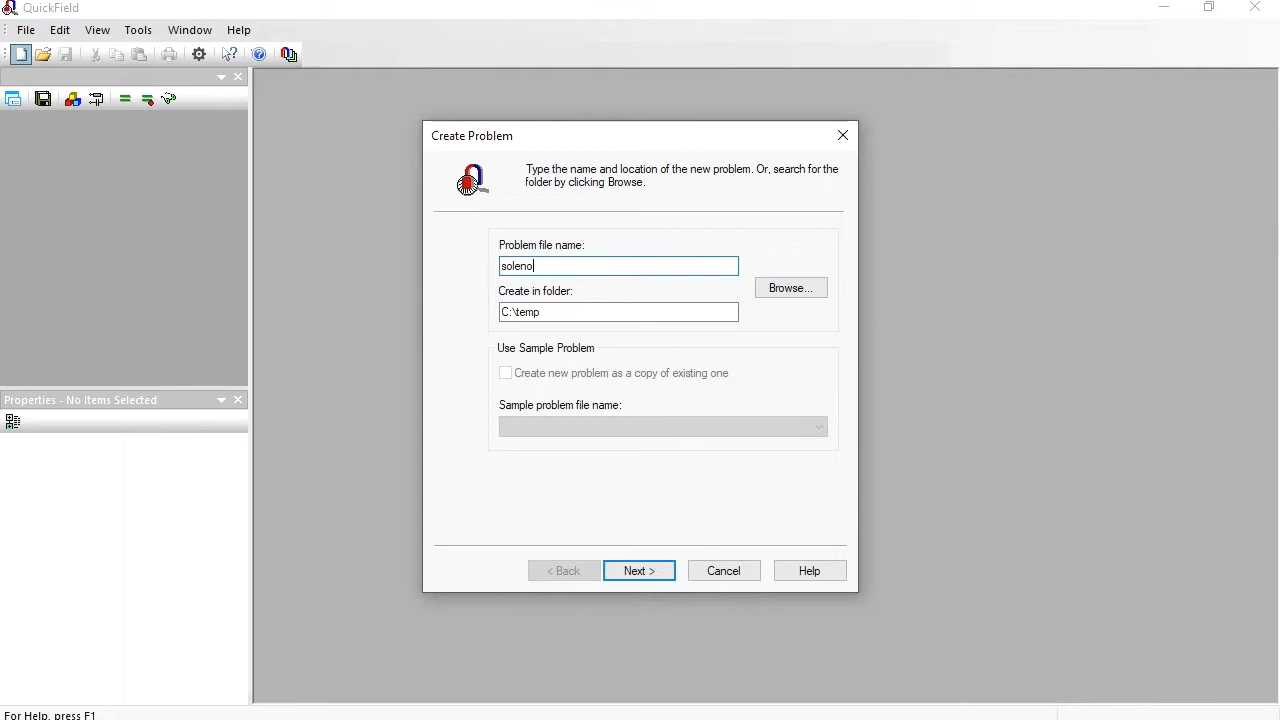 QuickField
File Edit View Tools Window Help
Create Problem
Type the name and location of the new problem. Or, search for the
folder by clicking Browse.
Problem file name:
soleno
Browse...
Create in folder:
C:\temp
Use Sample Problem
Create new problem as a copy of existing one
Sample problem file name:
< Back Next > Cancel Help
Properties - No Items Selected
For Help, press F1